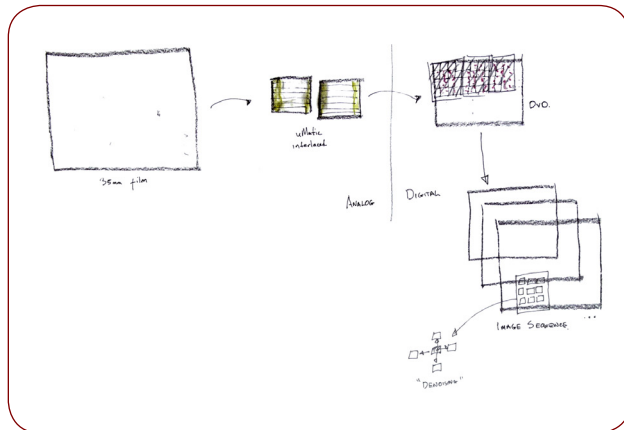 35mm film
uMatic
interlaced
ANALOG
DIGITAL
DVD.
IMAGE SEQUENCE.
...
"DENOISING"